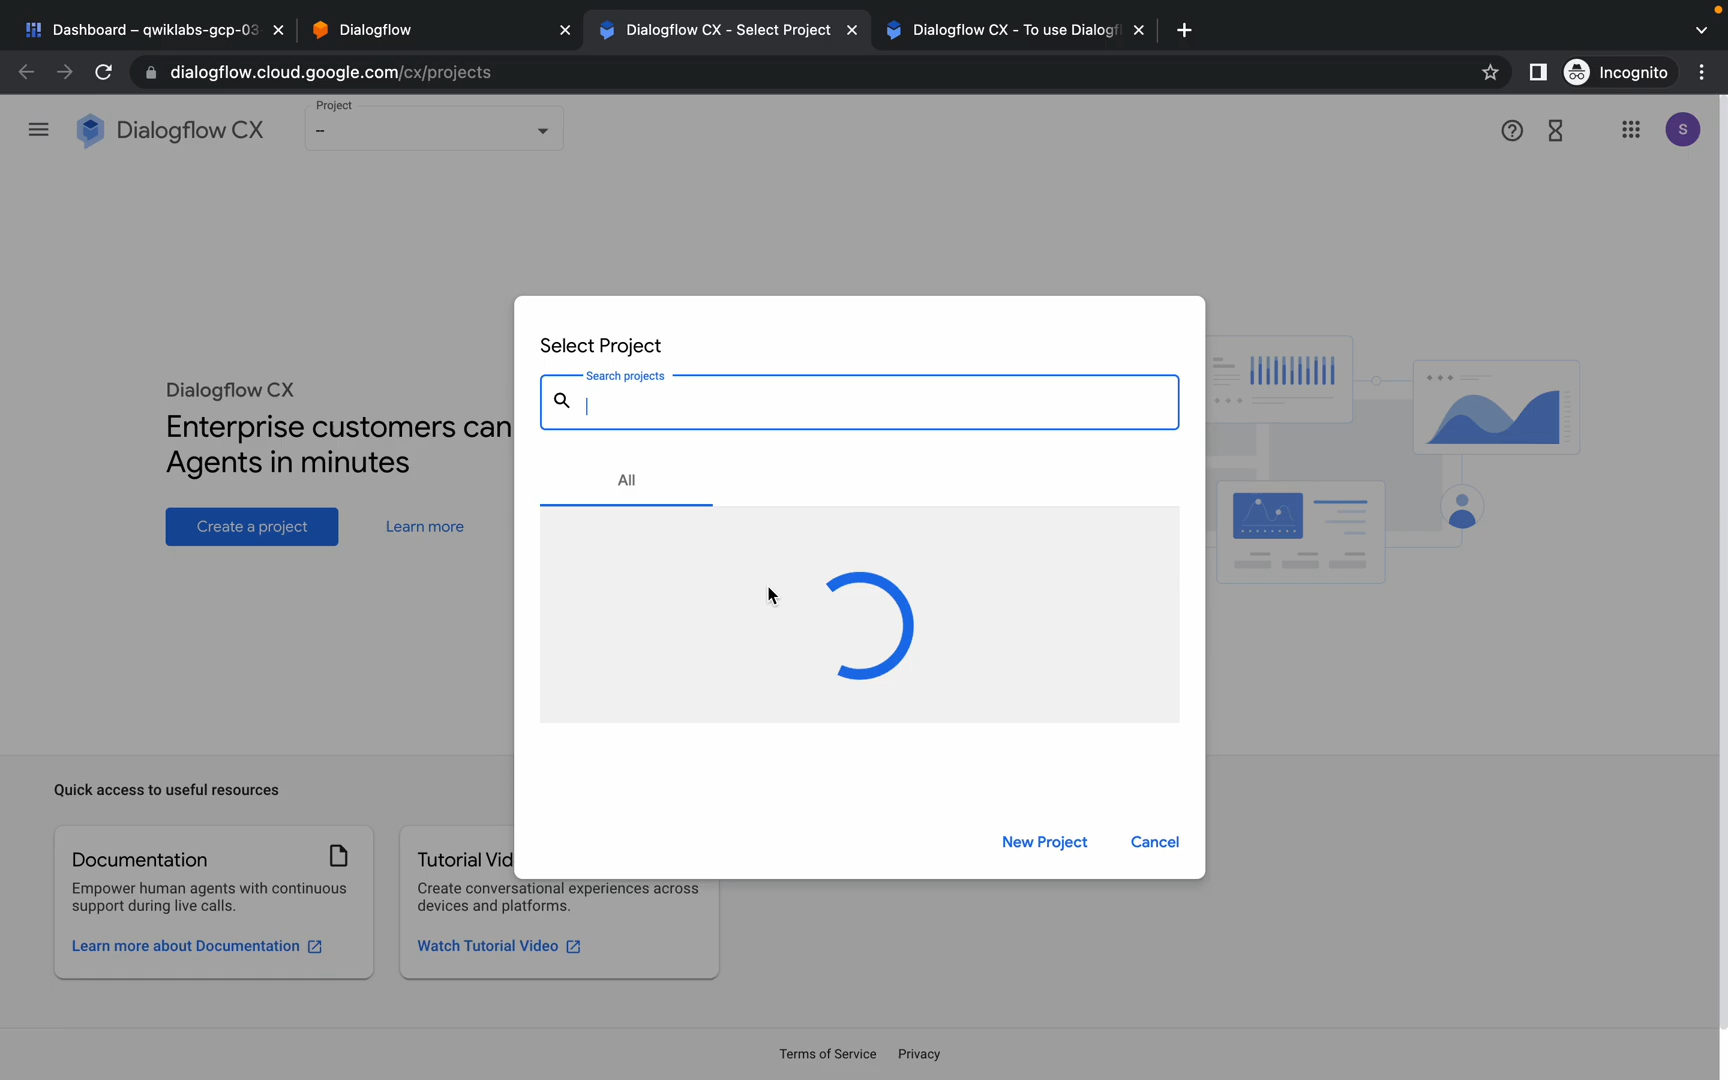 Dashboard – qwiklabs-gcp-03
Dialogflow
Dialogflow CX - Select Project
Dialogflow CX - To use Dialogfl
dialogflow.cloud.google.com/cx/projects
Incognito
Dialogflow CX
Project
--
S
Select Project
Search projects
All
Dialogflow CX
Enterprise customers can
Agents in minutes
Create a project
Learn more
New Project
Cancel
Quick access to useful resources
Documentation
Empower human agents with continuous
support during live calls.
Learn more about Documentation
Tutorial Vid
Create conversational experiences across
devices and platforms.
Watch Tutorial Video
Terms of Service
Privacy